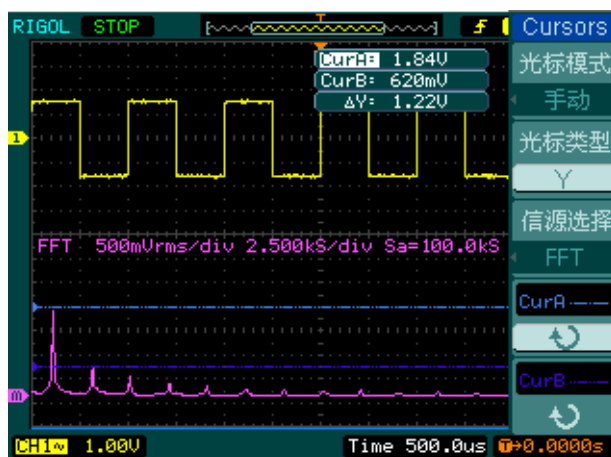 RIGOL STOP
T
Cursors
CurA: 1.84V
CurB: 620mV
ΔY: 1.22V
光标模式
手动
1
光标类型
Y
信源选择
FFT
FFT 500mVrms/div 2.500kS/div Sa=100.0kS
CurA
CurB
M
CH1 1.00V
Time 500.0us T→0.0000s